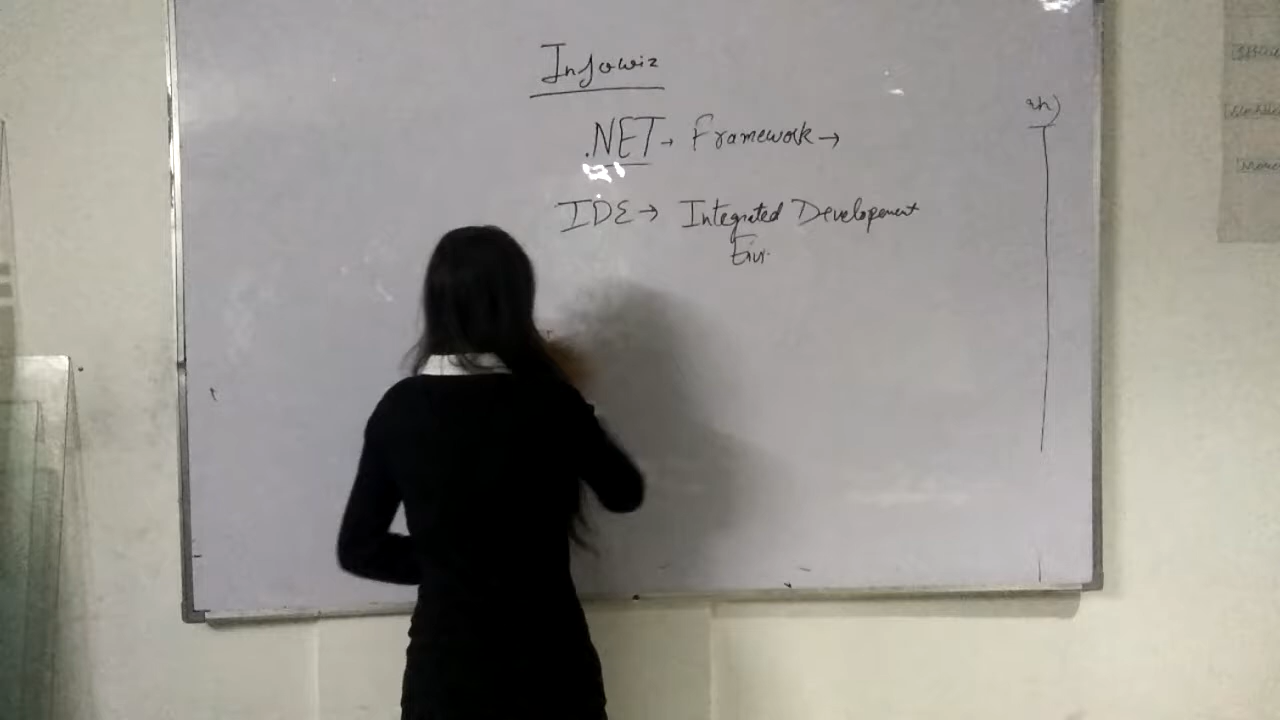 Infowiz
.NET → Framework →
IDE → Integrated Developement
Env.